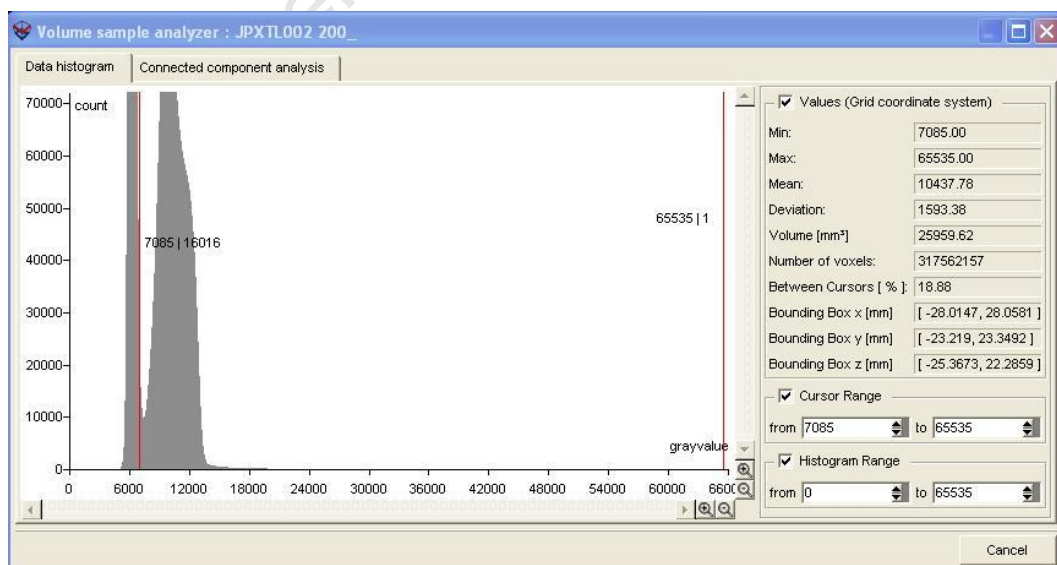 Volume sample analyzer : JPXTL002 200_
Data histogram Connected component analysis
70000 count
60000
50000
40000
30000
20000
10000
0
65535 | 1
7085 | 16016
grayvalue
0 6000 12000 18000 24000 30000 36000 42000 48000 54000 60000
Values (Grid coordinate system)
Min: 7085.00
Max: 65535.00
Mean: 10437.78
Deviation: 1593.38
Volume [mm³] 25959.62
Number of voxels: 317562157
Between Cursors [ % ]: 18.88
Bounding Box x [mm] [ -28.0147, 28.0581 ]
Bounding Box y [mm] [ -23.219, 23.3492 ]
Bounding Box z [mm] [ -25.3673, 22.2859 ]
Cursor Range
from 7085 to 65535
Histogram Range
from 0 to 65535
Cancel